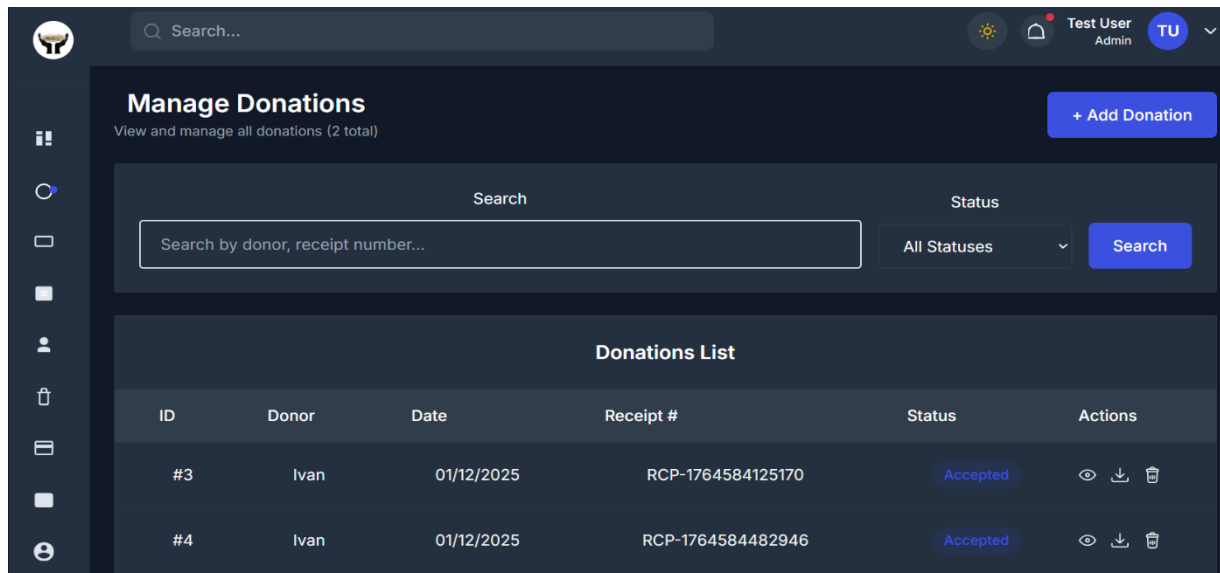 Search...
Test User
Admin
TU
Manage Donations
View and manage all donations (2 total)
+ Add Donation
Search
Status
Search by donor, receipt number...
All Statuses
Search
Donations List
ID Donor Date Receipt # Status Actions
#3 Ivan 01/12/2025 RCP-1764584125170 Accepted
#4 Ivan 01/12/2025 RCP-1764584482946 Accepted